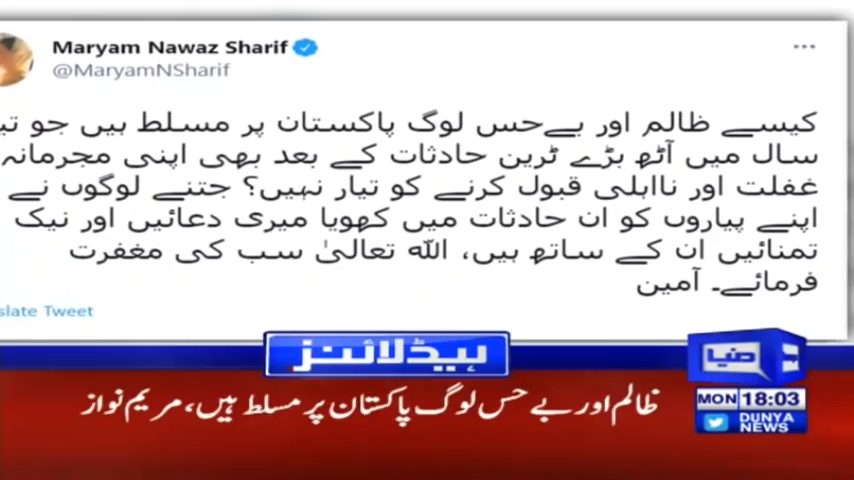 Maryam Nawaz Sharif
@MaryamNSharif
کیسے ظالم اور بےحس لوگ پاکستان پر مسلط ہیں جو
سال میں آٹھ بڑے ٹرین حادثات کے بعد بھی اپنی مجرمانہ
غفلت اور نااہلی قبول کرنے کو تیار نہیں؟ جتنے لوگوں نے
اپنے پیاروں کو ان حادثات میں کھویا میری دعائیں اور نیک
تمنائیں ان کے ساتھ ہیں، اللہ تعالیٰ سب کی مغفرت
فرمائے۔ آمین
slate Tweet
ہیڈلائنز
دنیا
ظالم اور بے حس لوگ پاکستان پر مسلط ہیں، مریم نواز
MON 18:03
DUNYA
NEWS